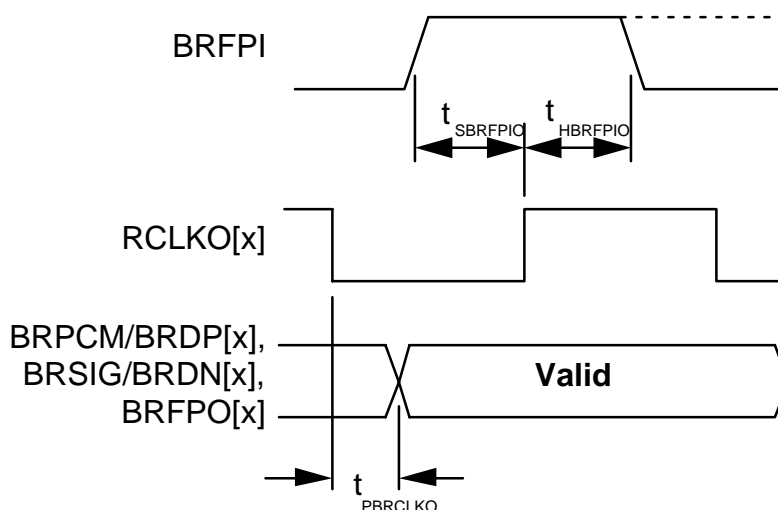 BRFPI
t SBRFPIO
t HBRFPIO
RCLKO[x]
BRPCM/BRDP[x],
BRSIG/BRDN[x],
BRFPO[x]
Valid
t PBRCLKO